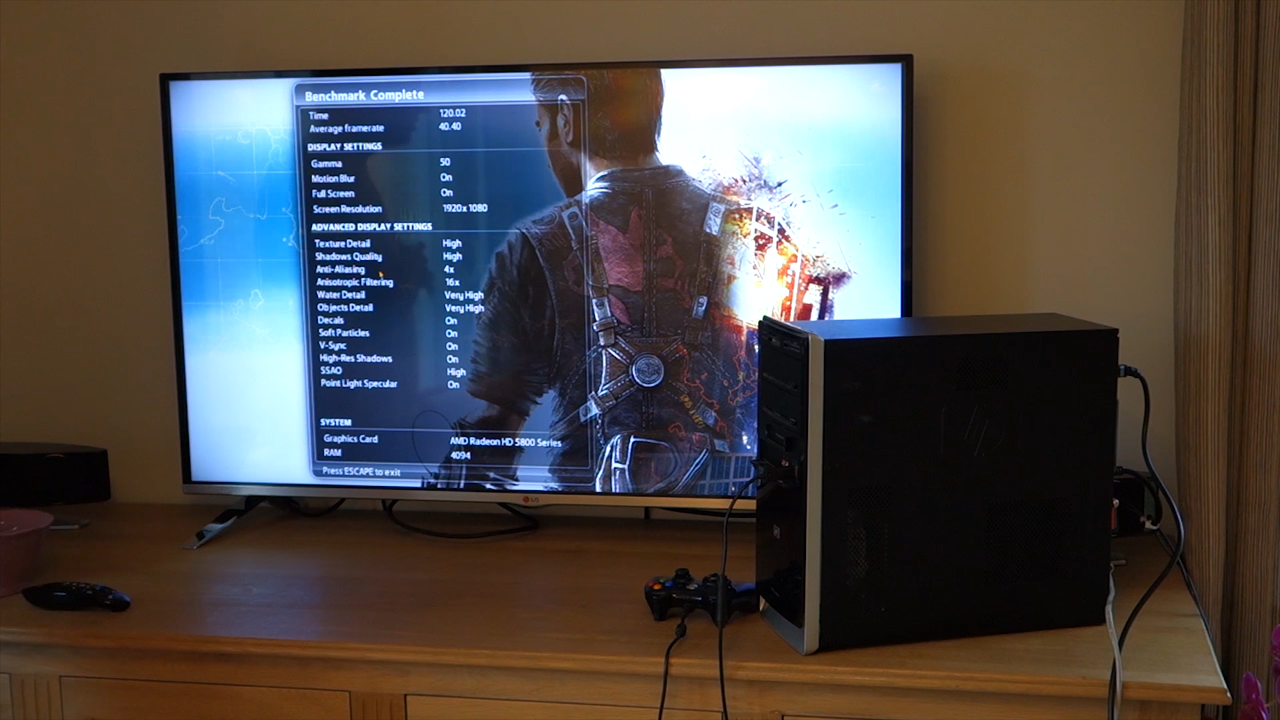 Benchmark Complete
Time 120.02
Average framerate 40.40
DISPLAY SETTINGS
Gamma 50
Motion Blur On
Full Screen On
Screen Resolution 1920x1080
ADVANCED DISPLAY SETTINGS
Texture Detail High
Shadows Quality High
Anti-Aliasing 4x
Anisotropic Filtering 16x
Water Detail Very High
Objects Detail Very High
Decals On
Soft Particles On
V-Sync On
High-Res Shadows On
SSAO High
Point Light Specular On
SYSTEM
Graphics Card AMD Radeon HD 5800 Series
RAM 4094
Press ESCAPE to exit
LG
hp